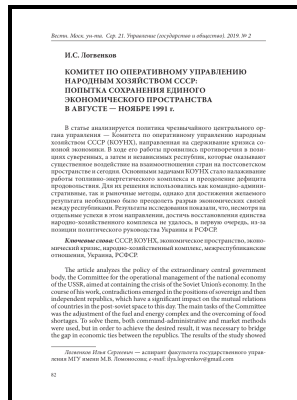 Вестн. Моск. ун-та. Сер. 21. Управление (государство и общество). 2019. № 2
И.С. Логвенков
КОМИТЕТ ПО ОПЕРАТИВНОМУ УПРАВЛЕНИЮ
НАРОДНЫМ ХОЗЯЙСТВОМ СССР:
ПОПЫТКА СОХРАНЕНИЯ ЕДИНОГО
ЭКОНОМИЧЕСКОГО ПРОСТРАНСТВА
В АВГУСТЕ — НОЯБРЕ 1991 г.
В статье анализируется политика чрезвычайного центрального ор-
гана управления — Комитета по оперативному управлению народным
хозяйством СССР (КОУНХ), направленная на сдерживание кризиса со-
юзной экономики. В ходе его работы проявились противоречия в пози-
циях суверенных, а затем и независимых республик, которые оказывают
существенное воздействие на взаимоотношения стран на постсоветском
пространстве и сегодня. Основными задачами КОУНХ стало налаживание
работы топливно-энергетического комплекса и преодоление дефицита
продовольствия. Для их решения использовались как командно-админи-
стративные, так и рыночные методы, однако для достижения желаемого
результата необходимо было преодолеть разрыв экономических связей
между республиками. Результаты исследования показали, что, несмотря на
отдельные успехи в этом направлении, достичь восстановления единства
народно-хозяйственного комплекса не удалось, в первую очередь, из-за
позиции политического руководства Украины и РСФСР.
Ключевые слова: СССР, КОУНХ, экономическое пространство, эконо-
мический кризис, народно-хозяйственный комплекс, межреспубликанские
отношения, Украина, РСФСР.
The article analyzes the policy of the extraordinary central government
body, the Committee for the operational management of the national economy
of the USSR, aimed at containing the crisis of the Soviet Union's economy. In the
course of his work, contradictions emerged in the positions of sovereign and then
independent republics, which have a significant impact on the mutual relations
of countries in the post-soviet space to this day. The main tasks of the Committee
was the adjustment of the fuel and energy complex and the overcoming of food
shortages. To solve them, both command-administrative and market methods
were used, but in order to achieve the desired result, it was necessary to bridge
the gap in economic ties between the republics. The results of the study showed
Логвенков Илья Сергеевич — аспирант факультета государственного управ-
ления МГУ имени М.В. Ломоносова; e-mail: ilya.logvenkov@gmail.com
82